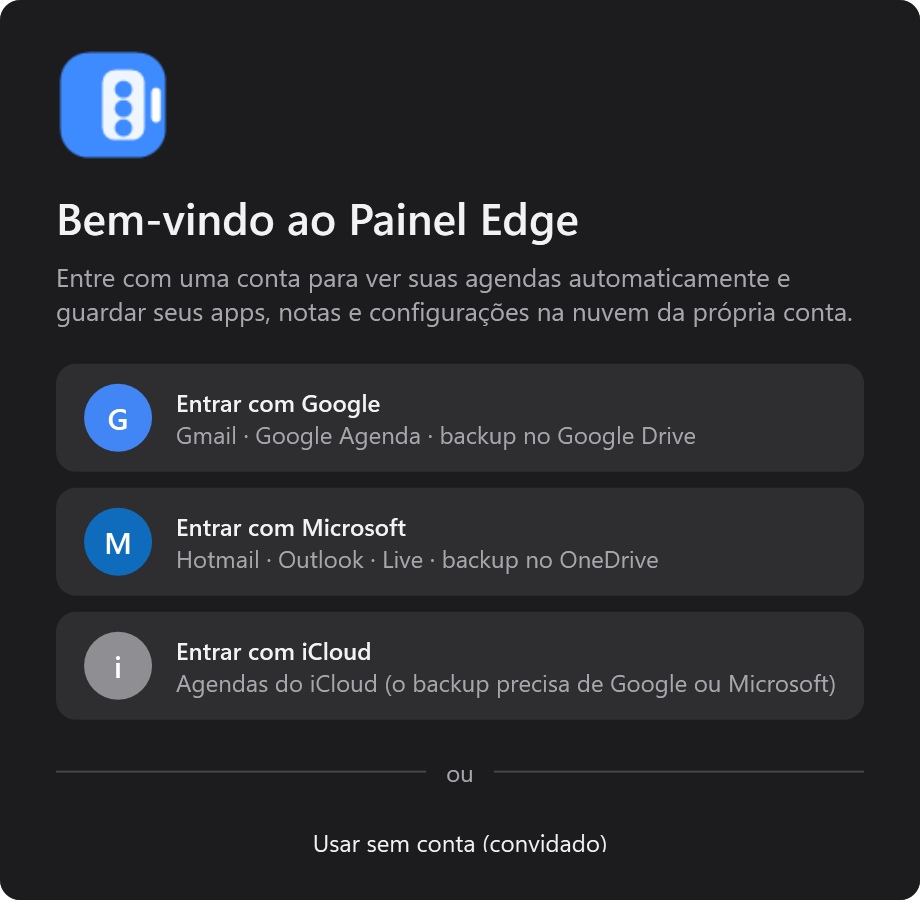 Bem-vindo ao Painel Edge
Entre com uma conta para ver suas agendas automaticamente e
guardar seus apps, notas e configurações na nuvem da própria conta.
G
Entrar com Google
Gmail · Google Agenda · backup no Google Drive
M
Entrar com Microsoft
Hotmail · Outlook · Live · backup no OneDrive
i
Entrar com iCloud
Agendas do iCloud (o backup precisa de Google ou Microsoft)
ou
Usar sem conta (convidado)